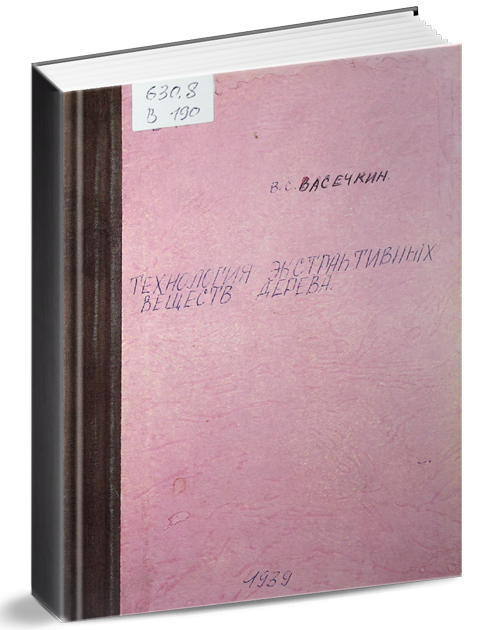 630.8
В 190
В.С. ВАСЕЧКИН.
ТЕХНОЛОГИЯ ЭКСТРАКТИВНЫХ
ВЕЩЕСТВ ДЕРЕВА.
1939